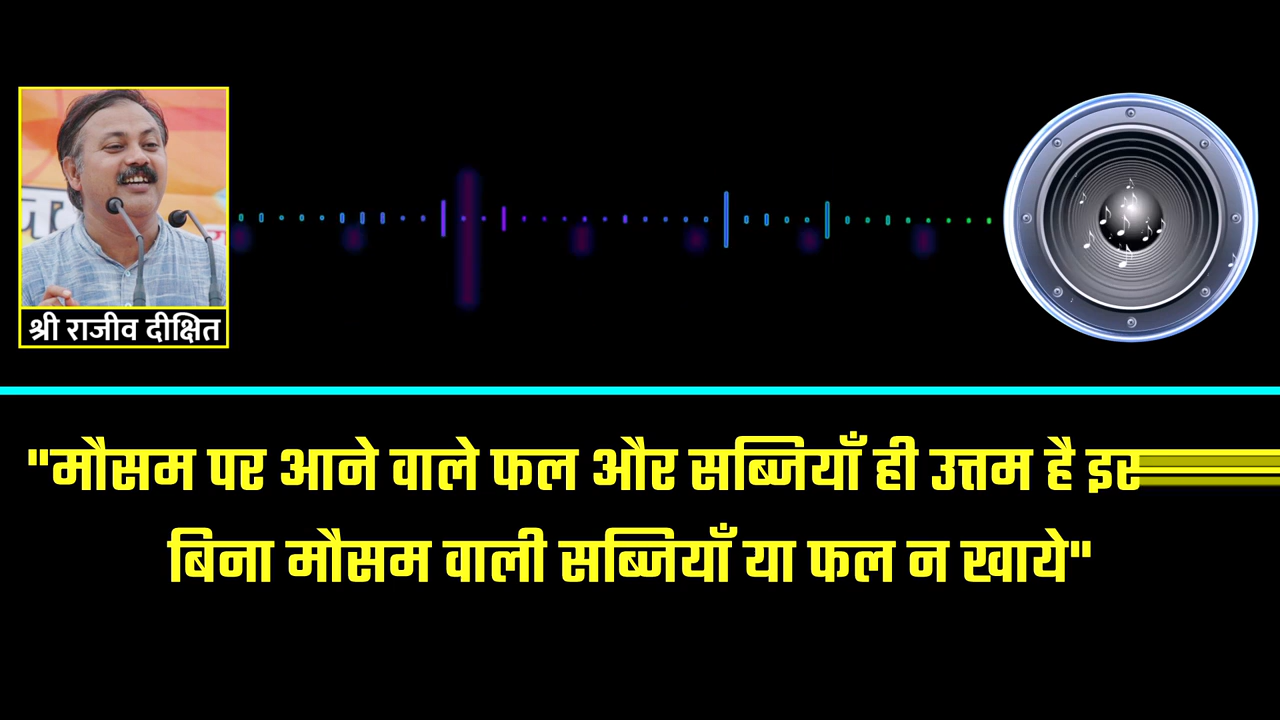 श्री राजीव दीक्षित
"मौसम पर आने वाले फल और सब्जियाँ ही उत्तम है
बिना मौसम वाली सब्जियाँ या फल न खाये"